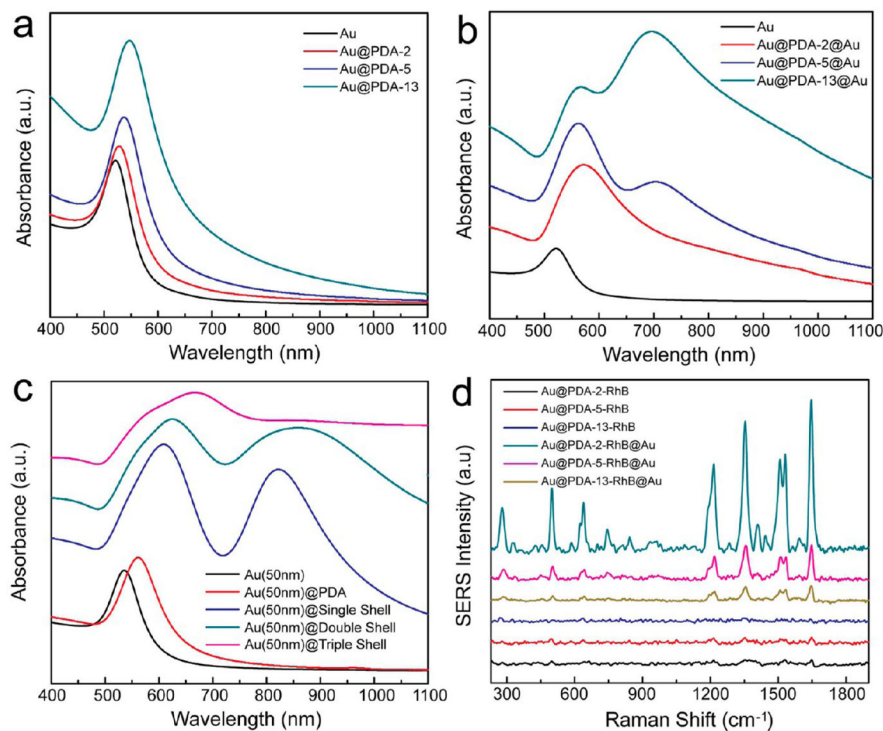 a
Au
Au@PDA-2
Au@PDA-5
Au@PDA-13
Absorbance (a.u.)
400 500 600 700 800 900 1000 1100
Wavelength (nm)
b
Au
Au@PDA-2@Au
Au@PDA-5@Au
Au@PDA-13@Au
Absorbance (a.u.)
400 500 600 700 800 900 1000 1100
Wavelength (nm)
c
Au(50nm)
Au(50nm)@PDA
Au(50nm)@Single Shell
Au(50nm)@Double Shell
Au(50nm)@Triple Shell
Absorbance (a.u.)
400 500 600 700 800 900 1000 1100
Wavelength (nm)
d
Au@PDA-2-RhB
Au@PDA-5-RhB
Au@PDA-13-RhB
Au@PDA-2-RhB@Au
Au@PDA-5-RhB@Au
Au@PDA-13-RhB@Au
SERS Intensity (a.u)
300 600 900 1200 1500 1800
Raman Shift (cm⁻¹)